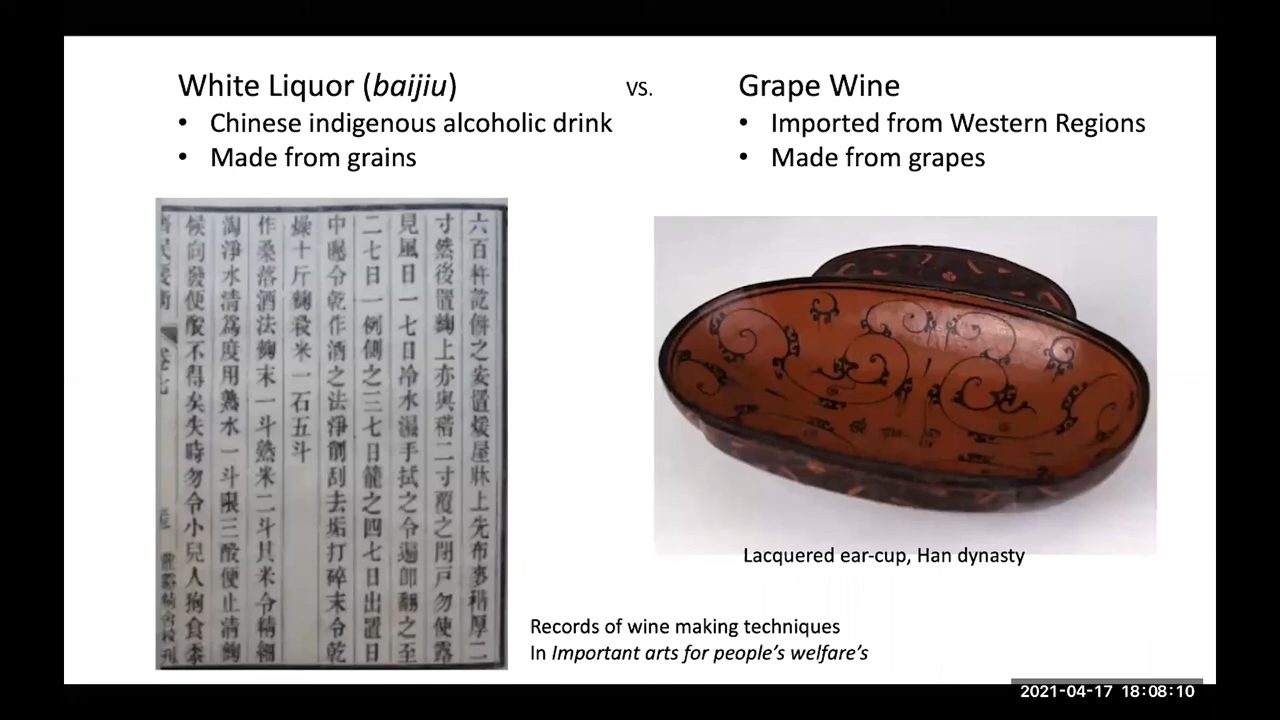 White Liquor (baijiu)
vs.
Grape Wine
• Chinese indigenous alcoholic drink
• Made from grains
• Imported from Western Regions
• Made from grapes
六百杵訖併之安置煖屋牀上先布麥䅌厚二
寸然後置麴上亦與䅌二寸覆之閉戶勿使露
見風日一七日冷水濕手拭之令遍卽翻之至
二七日一例側之三七日籠之四七日出置日
中曝令乾作酒之法淨削刮去垢打碎末令乾
燥十斤麴殺米一石五斗
作桑落酒法麴末一斗熟米二斗其米令精細
淘淨水清爲度用熟水一斗限三酘便止漬麴
候向發便酘不得失時勿令小兒人狗食黍
卷七
Lacquered ear-cup, Han dynasty
Records of wine making techniques
In Important arts for people's welfare's
2021-04-17 18:08:10